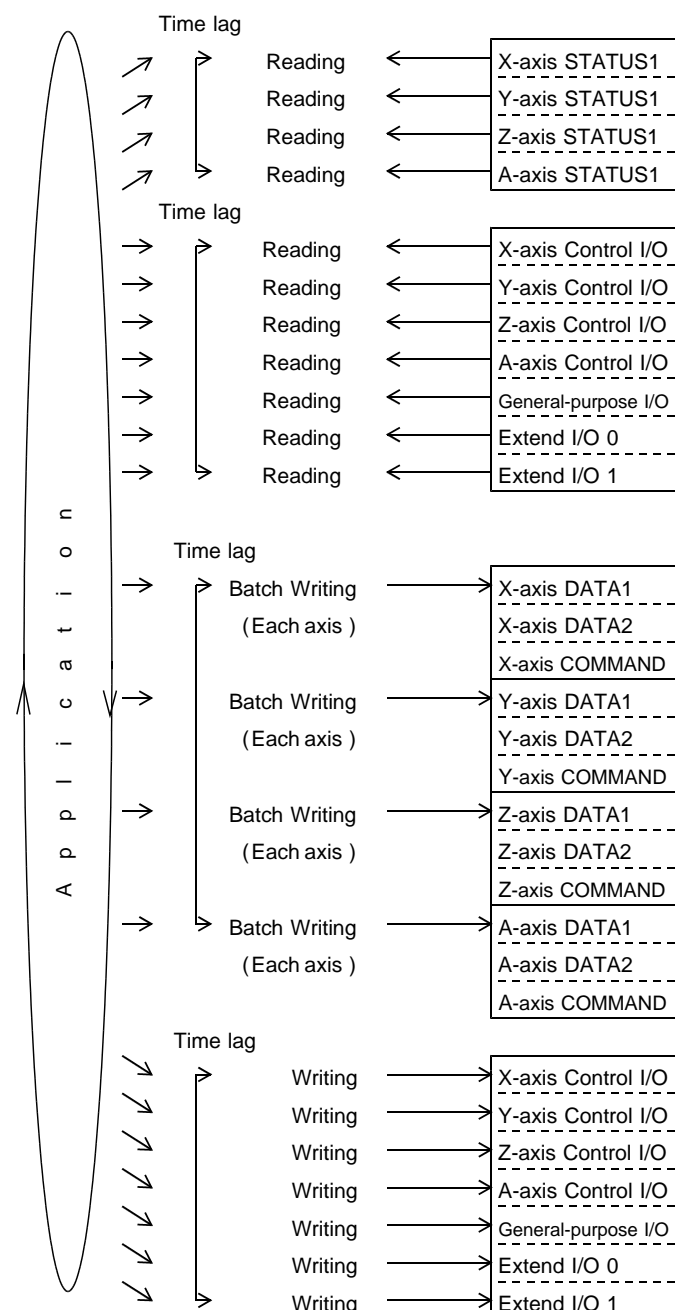 Time lag
Reading X-axis STATUS1
Reading Y-axis STATUS1
Reading Z-axis STATUS1
Reading A-axis STATUS1
Time lag
Reading X-axis Control I/O
Reading Y-axis Control I/O
Reading Z-axis Control I/O
Reading A-axis Control I/O
Reading General-purpose I/O
Reading Extend I/O 0
Reading Extend I/O 1
Application
Time lag
Batch Writing X-axis DATA1
(Each axis) X-axis DATA2
X-axis COMMAND
Batch Writing Y-axis DATA1
(Each axis) Y-axis DATA2
Y-axis COMMAND
Batch Writing Z-axis DATA1
(Each axis) Z-axis DATA2
Z-axis COMMAND
Batch Writing A-axis DATA1
(Each axis) A-axis DATA2
A-axis COMMAND
Time lag
Writing X-axis Control I/O
Writing Y-axis Control I/O
Writing Z-axis Control I/O
Writing A-axis Control I/O
Writing General-purpose I/O
Writing Extend I/O 0
Writing Extend I/O 1